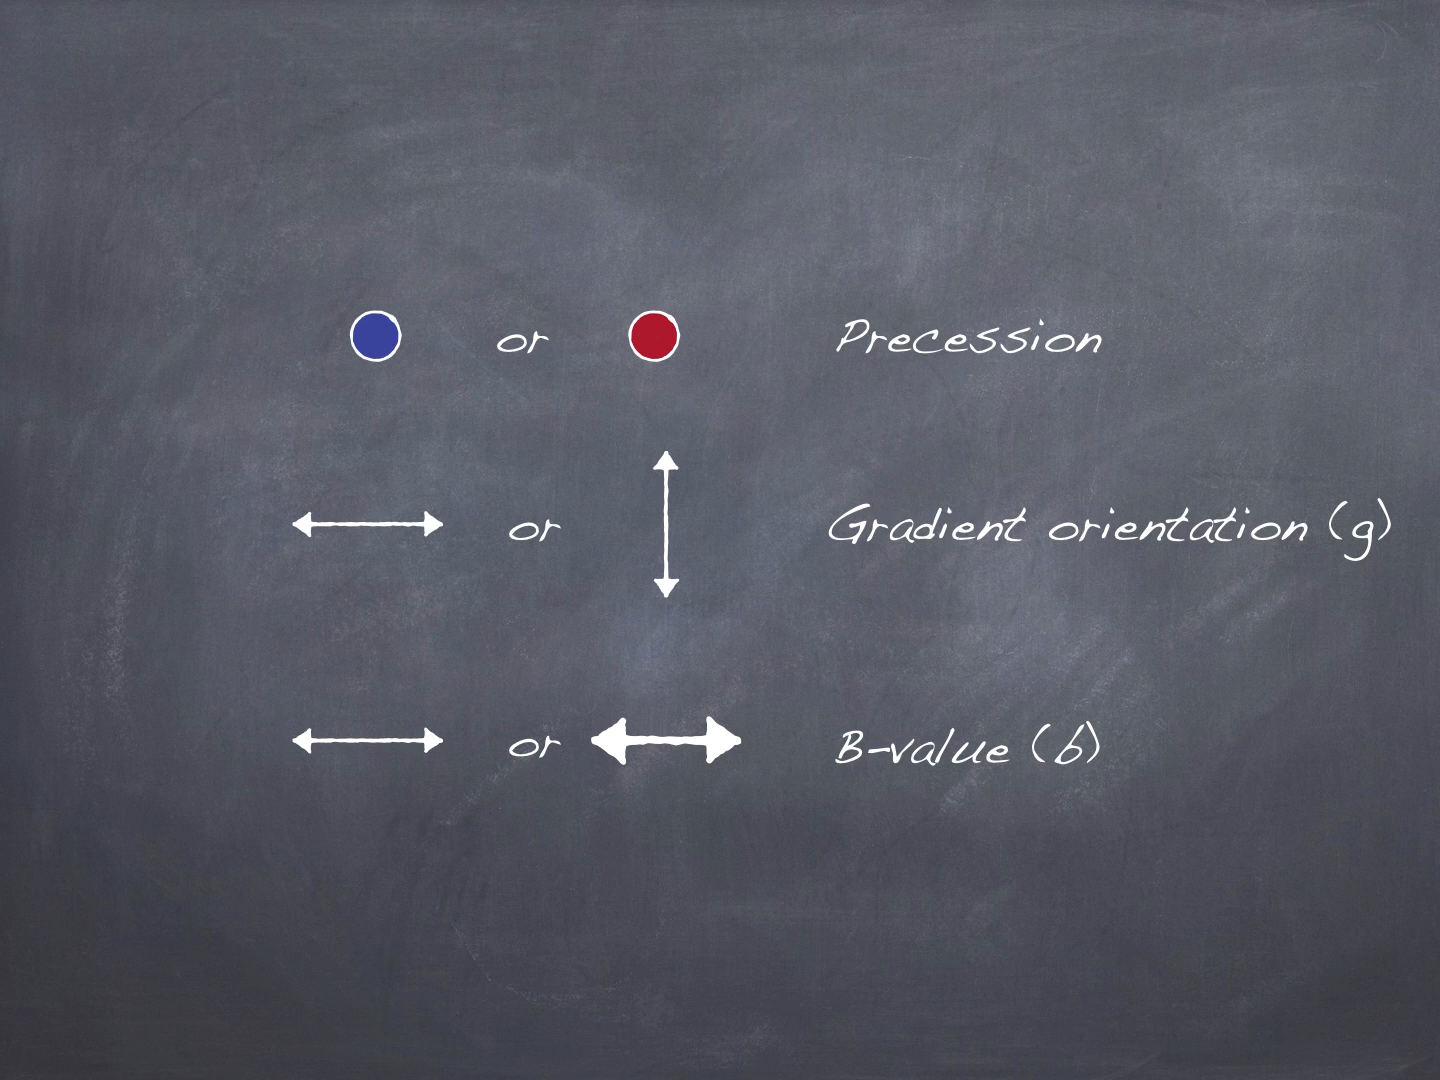 or Precession
or Gradient orientation (g)
or B-value (b)